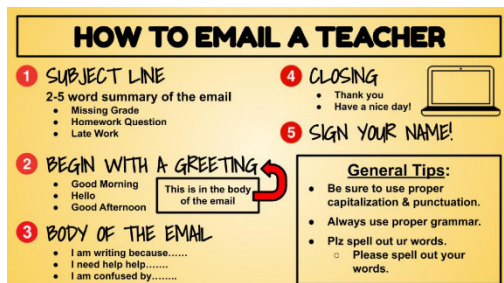 HOW TO EMAIL A TEACHER
1 SUBJECT LINE
2-5 word summary of the email
Missing Grade
Homework Question
Late Work
2 BEGIN WITH A GREETING
Good Morning
Hello
Good Afternoon
This is in the body
of the email
3 BODY OF THE EMAIL
I am writing because......
I need help help.......
I am confused by........
4 CLOSING
Thank you
Have a nice day!
5 SIGN YOUR NAME!
General Tips:
Be sure to use proper
capitalization & punctuation.
Always use proper grammar.
Plz spell out ur words.
Please spell out your
words.